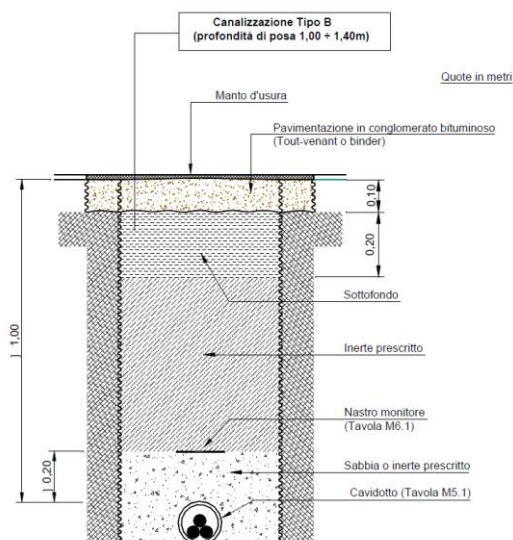 Canalizzazione Tipo B
(profondità di posa 1,00 ÷ 1,40m)
Quote in metri
Manto d'usura
Pavimentazione in conglomerato bituminoso
(Tout-venant o binder)
0,10
0,20
1,00
Sottofondo
Inerte prescritto
Nastro monitore
(Tavola M6.1)
0,20
Sabbia o inerte prescritto
Cavidotto (Tavola M5.1)